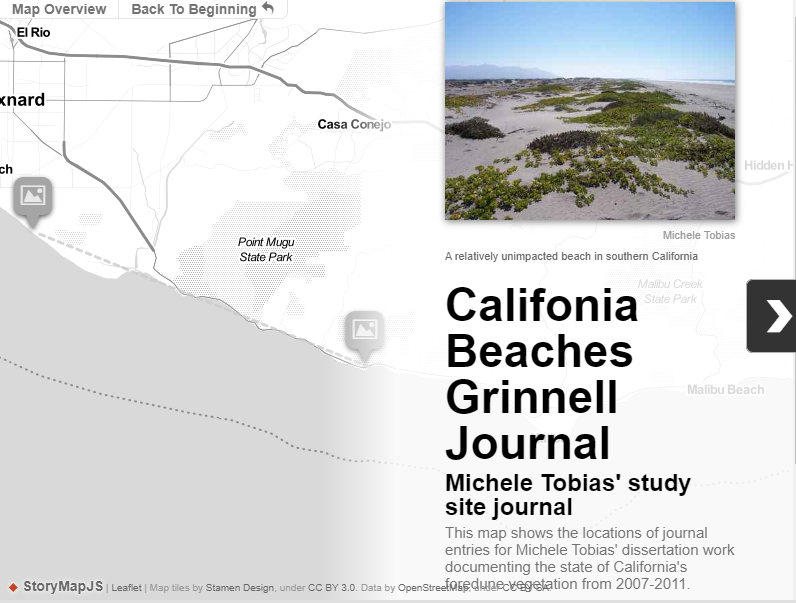 Map Overview
Back To Beginning
El Rio
xnard
Casa Conejo
ch
Hidden H
Point Mugu
State Park
Michele Tobias
A relatively unimpacted beach in southern California
Malibu Creek
State Park
Califonia
Beaches
Grinnell
Journal
Malibu Beach
Michele Tobias' study
site journal
This map shows the locations of journal
entries for Michele Tobias' dissertation work
documenting the state of California's
foredune vegetation from 2007-2011.
StoryMapJS | Leaflet | Map tiles by Stamen Design, under CC BY 3.0. Data by OpenStreetMap, under CC BY SA.